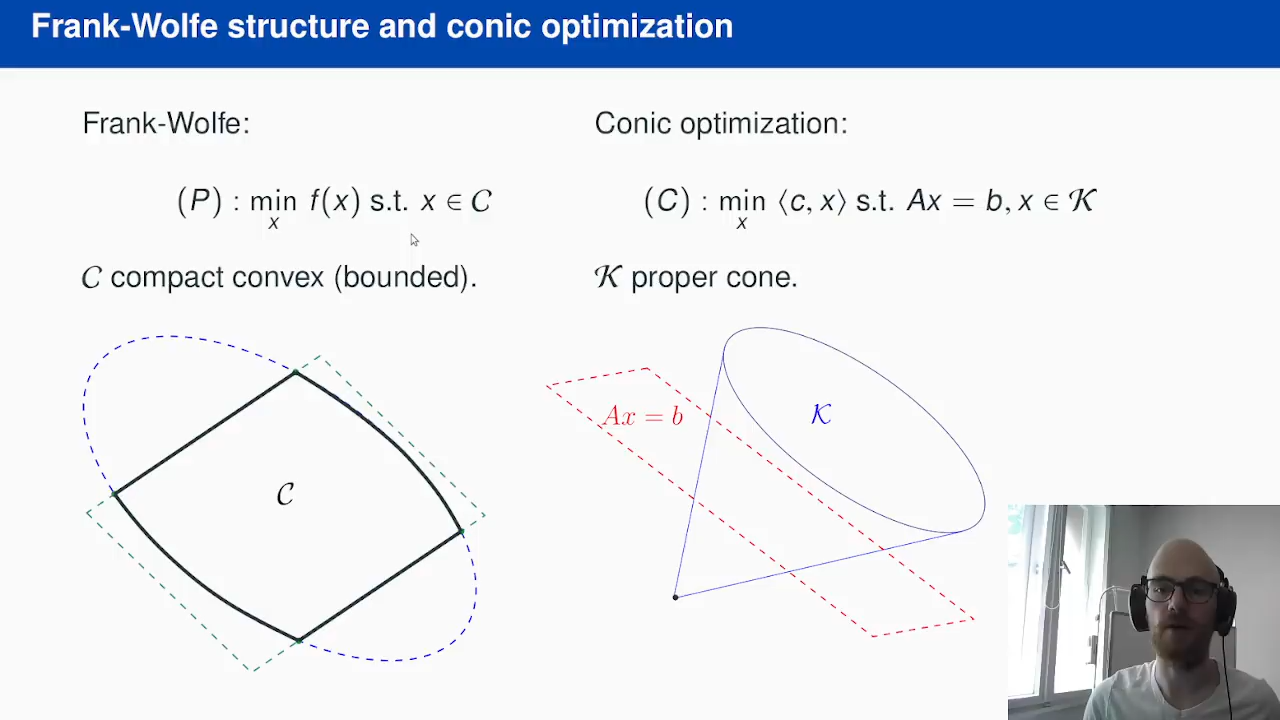 Frank-Wolfe structure and conic optimization
Frank-Wolfe:
(P) : min f(x) s.t. x ∈ 𝒞
x
𝒞 compact convex (bounded).
𝒞
Conic optimization:
(C) : min ⟨c, x⟩ s.t. Ax = b, x ∈ 𝒦
x
𝒦 proper cone.
Ax = b
𝒦